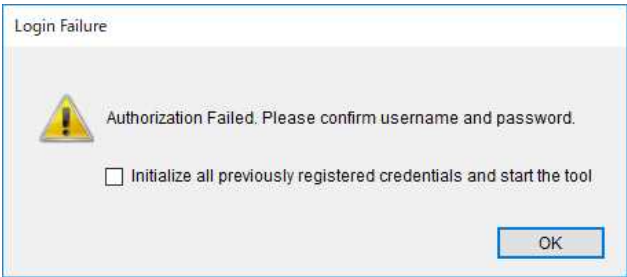 Login Failure
Authorization Failed. Please confirm username and password.
Initialize all previously registered credentials and start the tool
OK